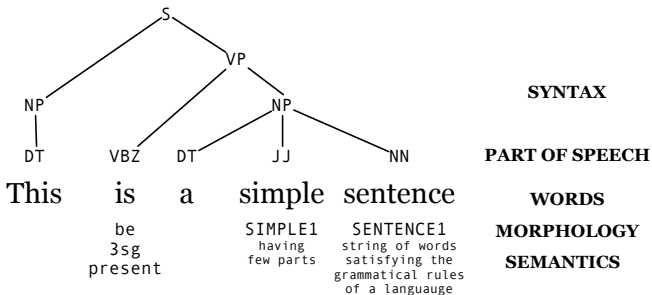 S
VP
SYNTAX
NP NP
DT VBZ DT JJ NN PART OF SPEECH
This is a simple sentence WORDS
be SIMPLE1 SENTENCE1 MORPHOLOGY
3sg having string of words
present few parts satisfying the SEMANTICS
grammatical rules
of a languauge